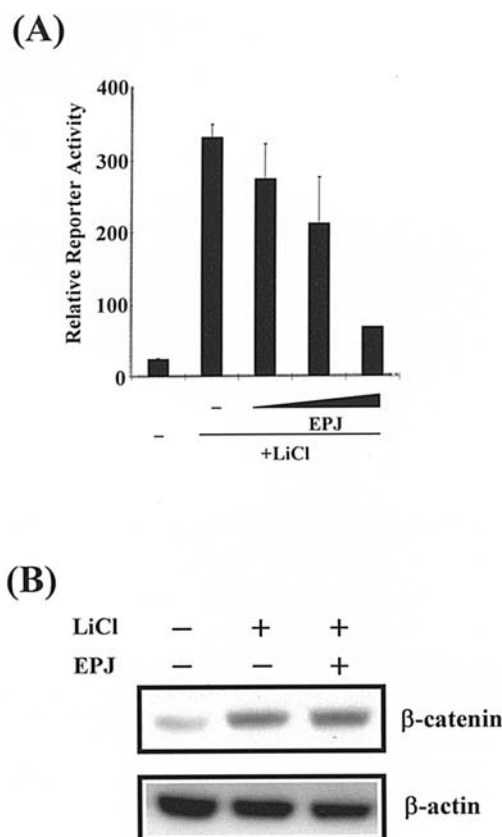 (A)
Relative Reporter Activity
400
300
200
100
0
–
EPJ
–
+LiCl
(B)
LiCl – + +
EPJ – – +
β-catenin
β-actin